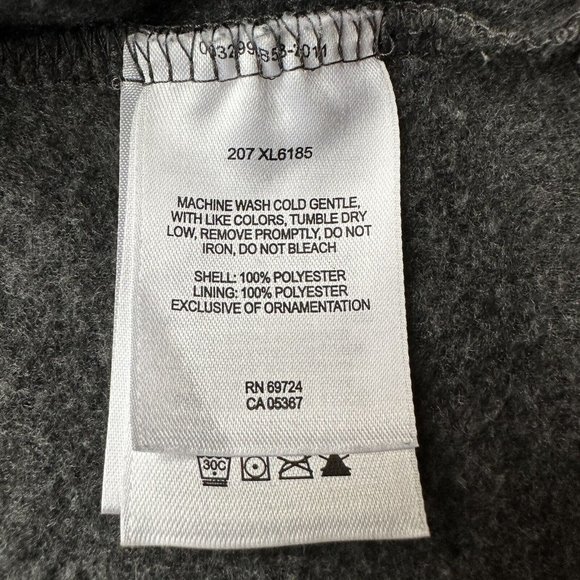 207 XL6185
MACHINE WASH COLD GENTLE,
WITH LIKE COLORS, TUMBLE DRY
LOW, REMOVE PROMPTLY, DO NOT
IRON, DO NOT BLEACH
SHELL: 100% POLYESTER
LINING: 100% POLYESTER
EXCLUSIVE OF ORNAMENTATION
RN 69724
CA 05367
30C